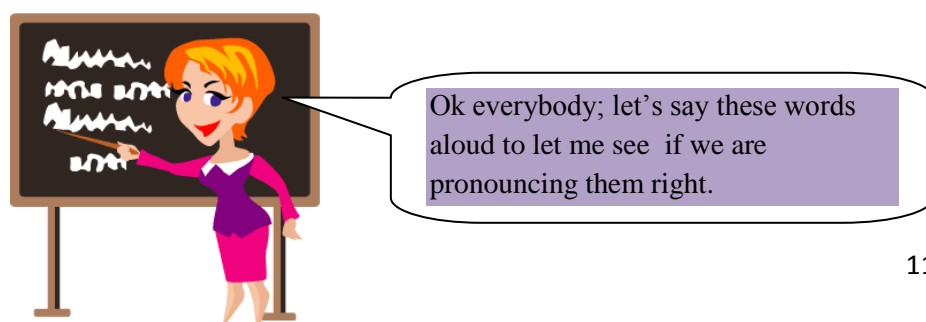 Ok everybody; let's say these words
aloud to let me see  if we are
pronouncing them right.
11